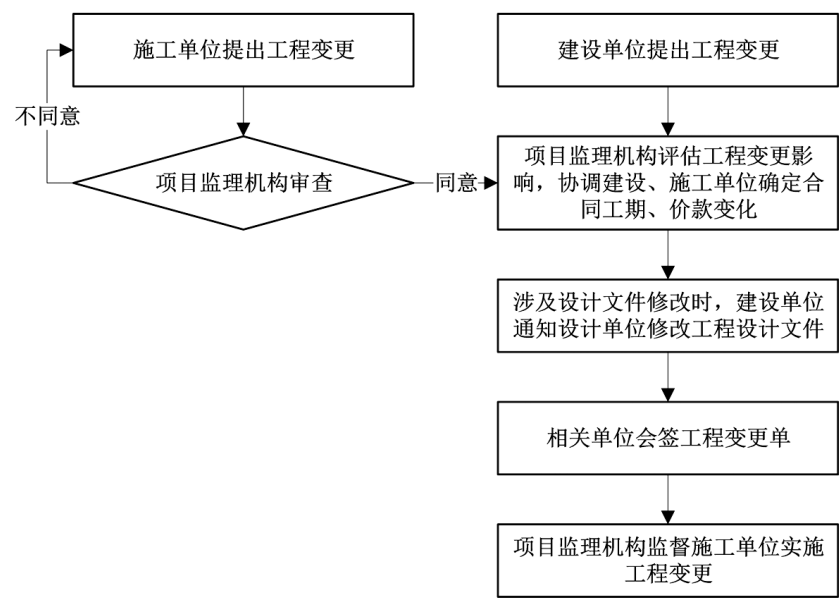 施工单位提出工程变更
建设单位提出工程变更
不同意
项目监理机构审查
同意
项目监理机构评估工程变更影
响，协调建设、施工单位确定合
同工期、价款变化
涉及设计文件修改时，建设单位
通知设计单位修改工程设计文件
相关单位会签工程变更单
项目监理机构监督施工单位实施
工程变更